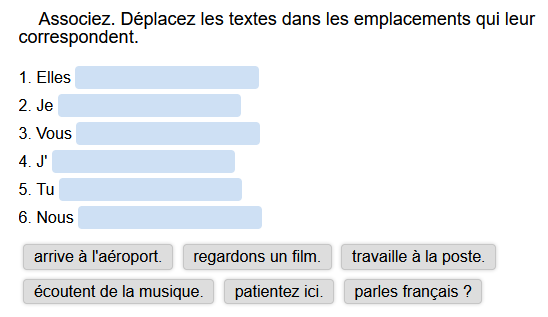 Associez. Déplacez les textes dans les emplacements qui leur
correspondent.
1. Elles
2. Je
3. Vous
4. J'
5. Tu
6. Nous
arrive à l'aéroport. regardons un film. travaille à la poste.
écoutent de la musique. patientez ici. parles français ?